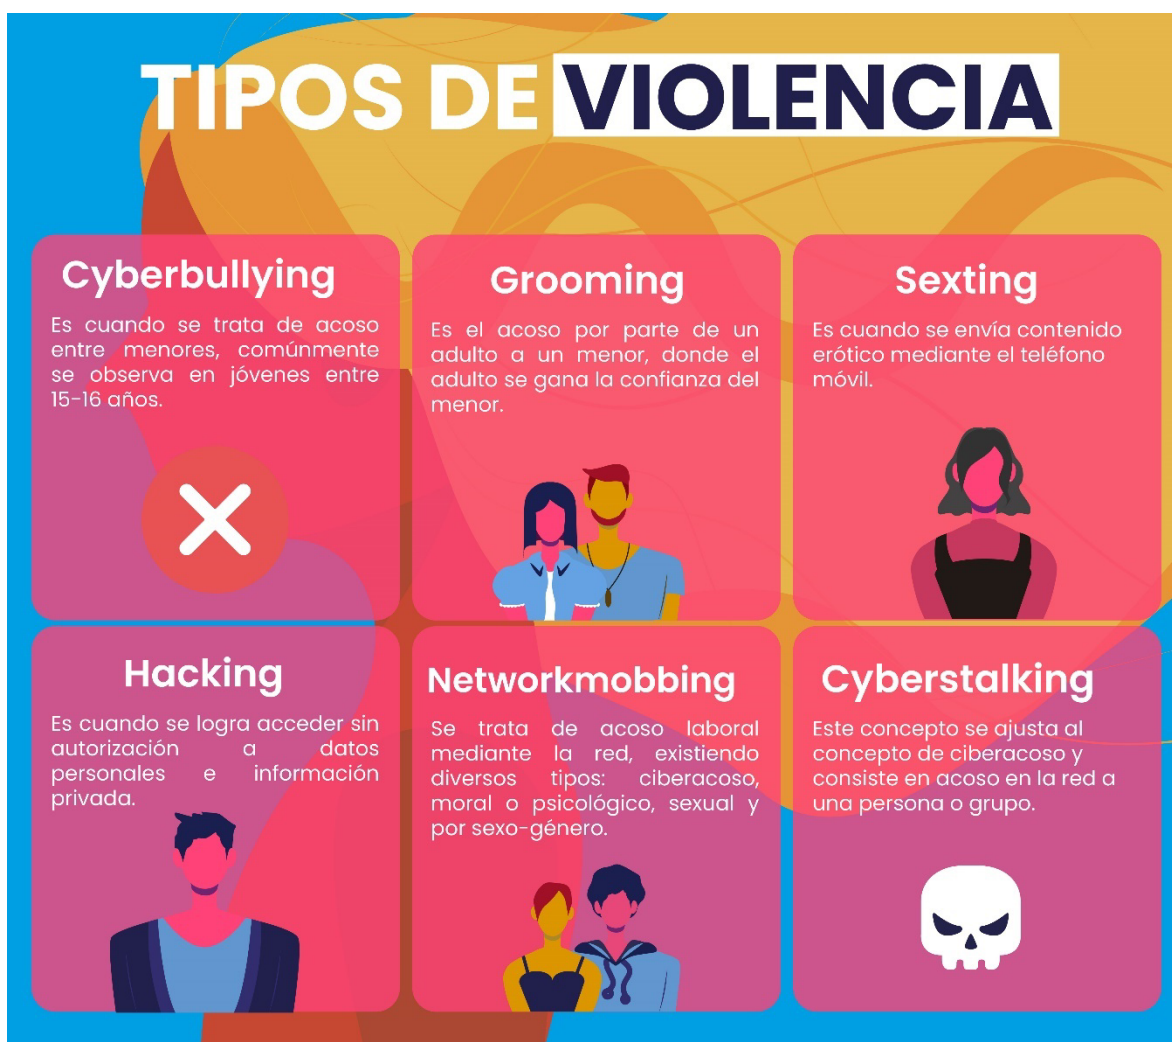 TIPOS DE VIOLENCIA
Cyberbullying
Es cuando se trata de acoso
entre menores, comúnmente
se observa en jóvenes entre
15-16 años.
Grooming
Es el acoso por parte de un
adulto a un menor, donde el
adulto se gana la confianza del
menor.
Sexting
Es cuando se envía contenido
erótico mediante el teléfono
móvil.
Hacking
Es cuando se logra acceder sin
autorización a datos
personales e información
privada.
Networkmobbing
Se trata de acoso laboral
mediante la red, existiendo
diversos tipos: ciberacoso,
moral o psicológico, sexual y
por sexo-género.
Cyberstalking
Este concepto se ajusta al
concepto de ciberacoso y
consiste en acoso en la red a
una persona o grupo.